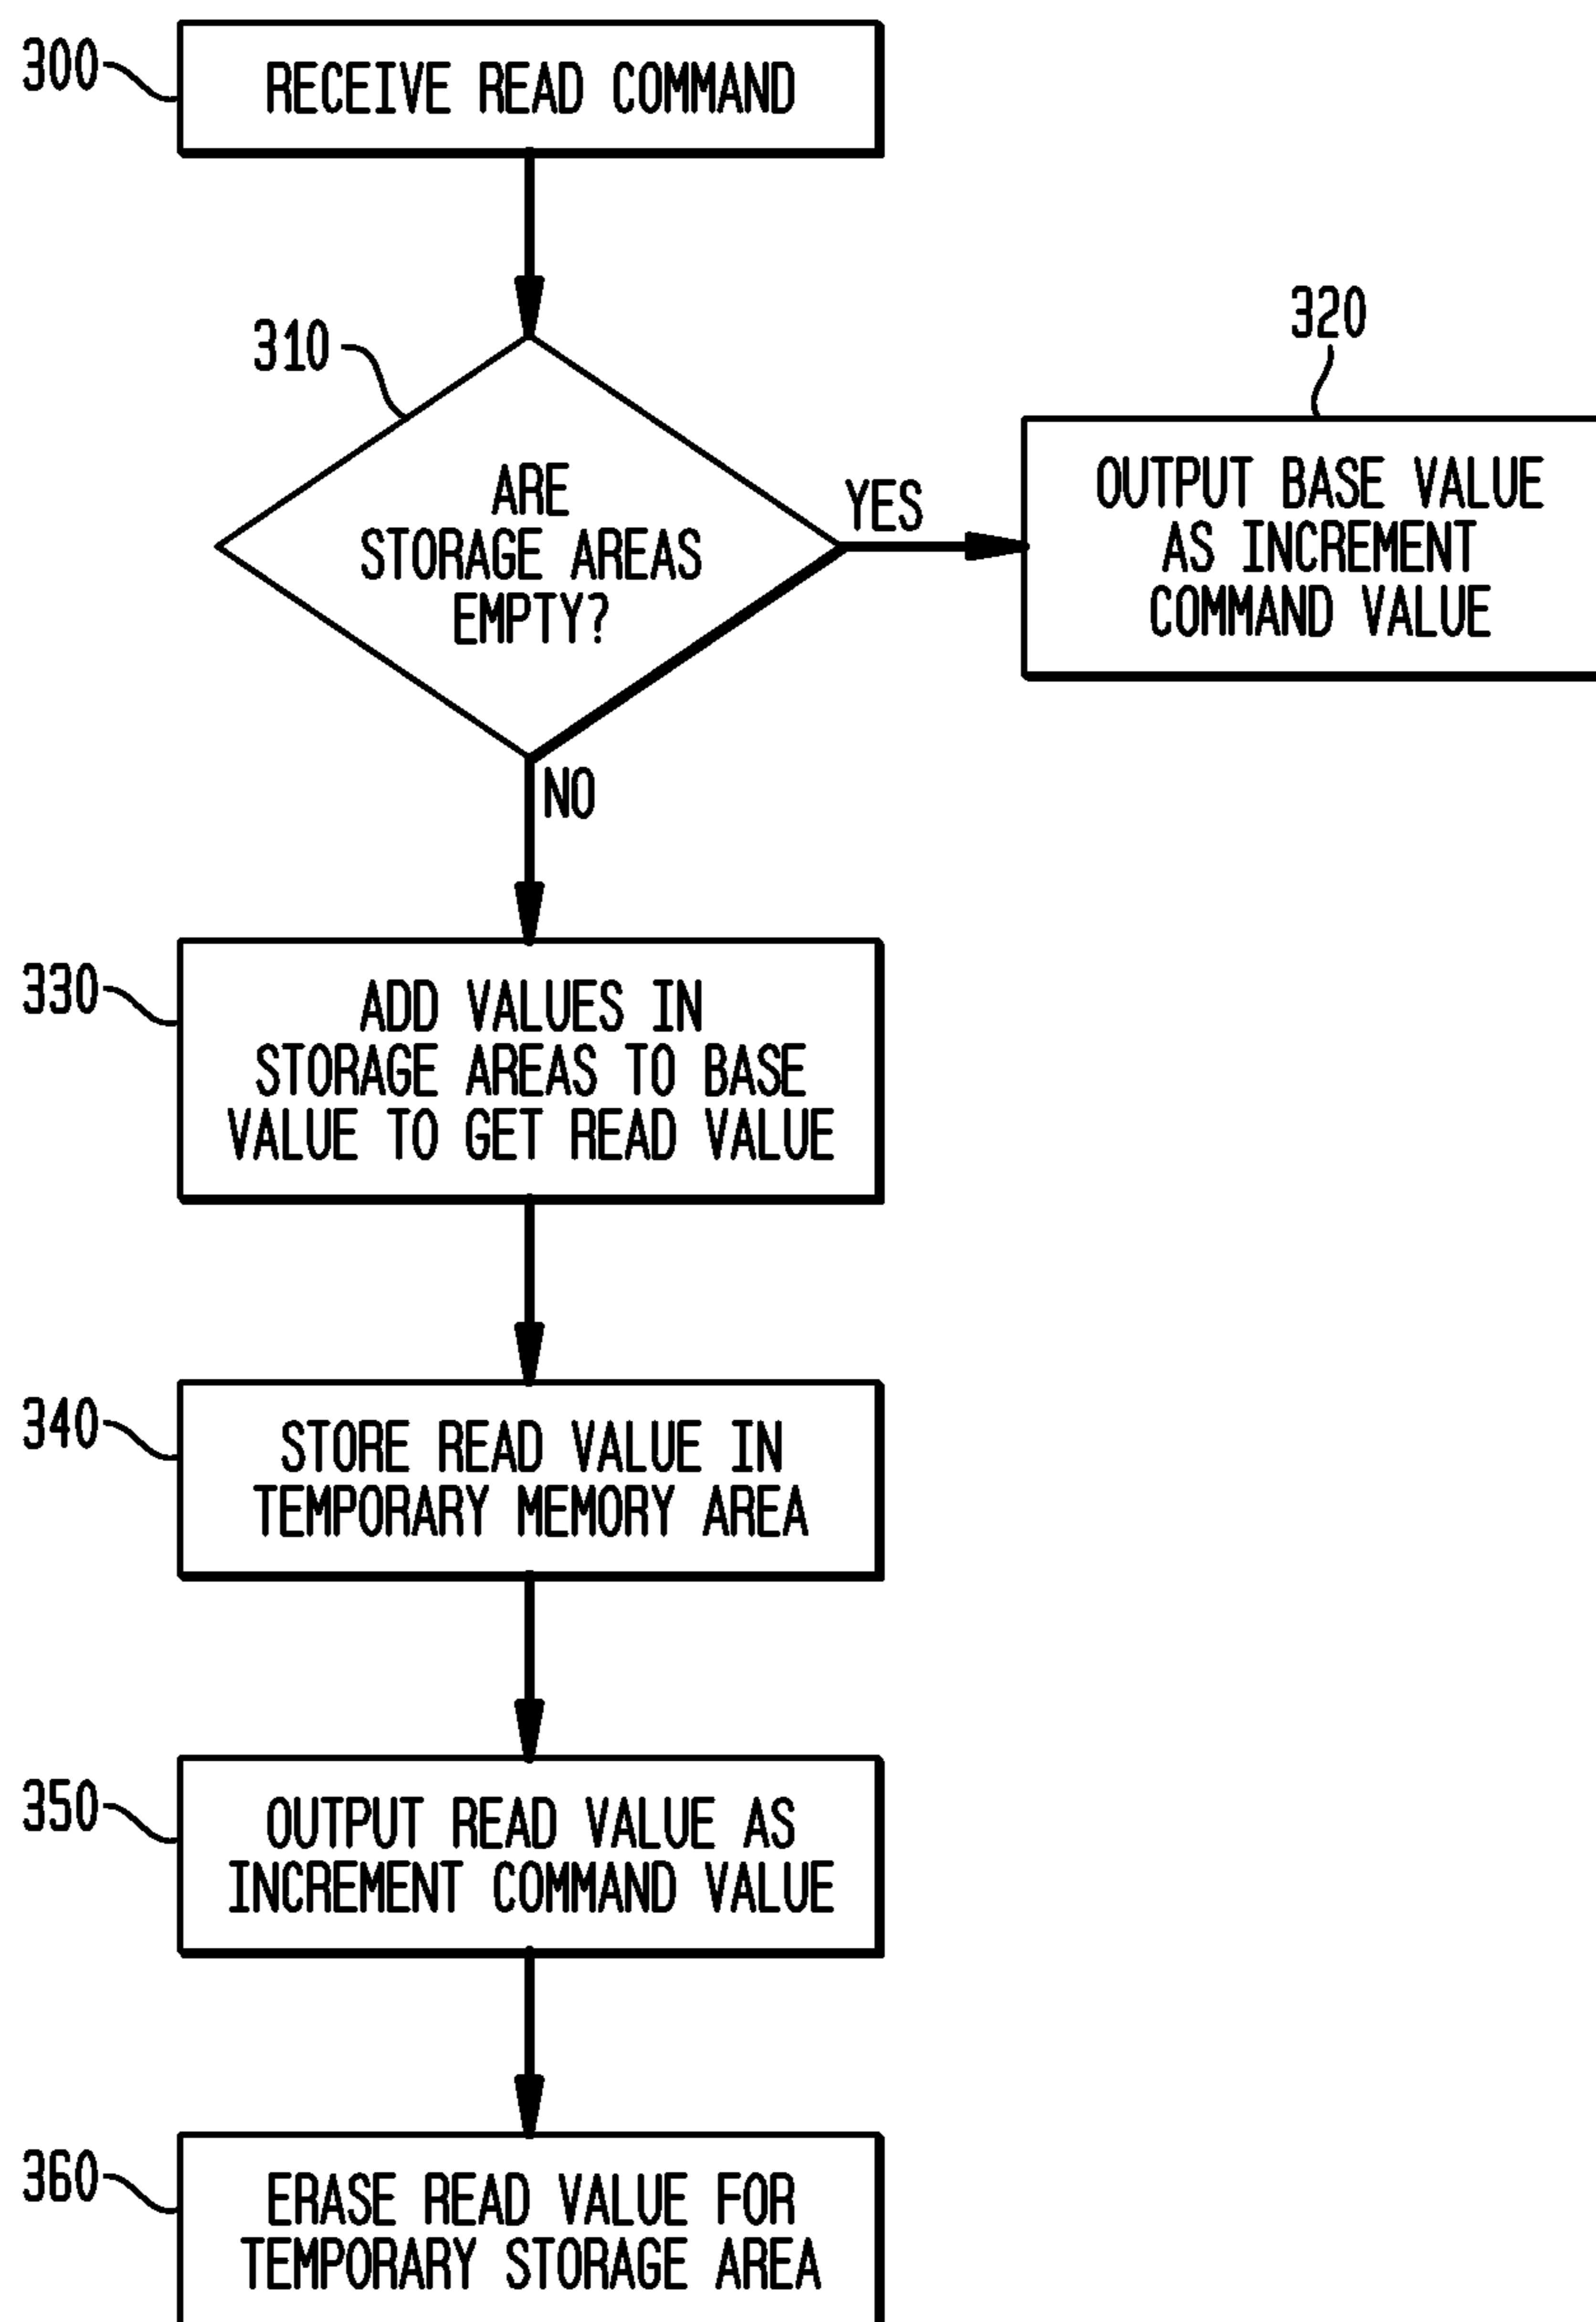 300
RECEIVE READ COMMAND
310
ARE
STORAGE AREAS
EMPTY?
YES
320
OUTPUT BASE VALUE
AS INCREMENT
COMMAND VALUE
NO
330
ADD VALUES IN
STORAGE AREAS TO BASE
VALUE TO GET READ VALUE
340
STORE READ VALUE IN
TEMPORARY MEMORY AREA
350
OUTPUT READ VALUE AS
INCREMENT COMMAND VALUE
360
ERASE READ VALUE FOR
TEMPORARY STORAGE AREA